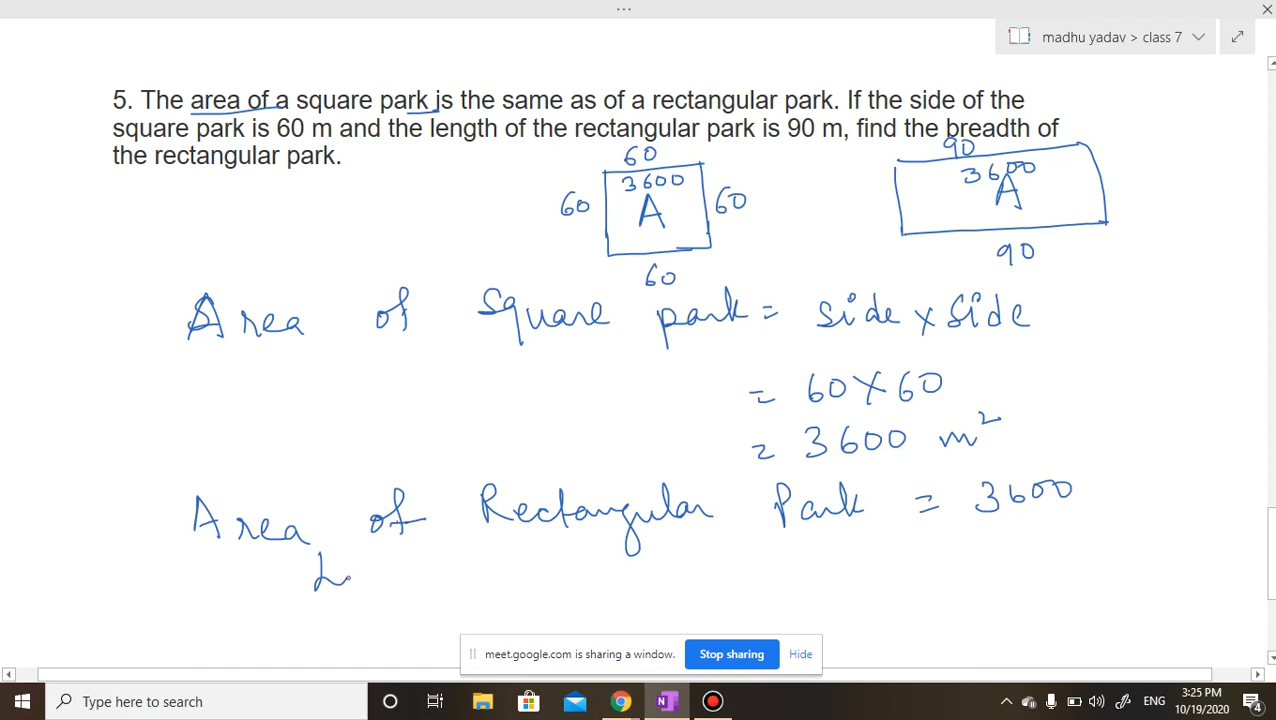 madhu yadav > class 7
5. The area of a square park is the same as of a rectangular park. If the side of the
square park is 60 m and the length of the rectangular park is 90 m, find the breadth of
the rectangular park.
60
90
3600
3600
60
A
60
A
60
90
Area of square park = side x side
= 60 x 60
= 3600 m²
Area of Rectangular Park = 3600
L
meet.google.com is sharing a window.
Stop sharing
Hide
Type here to search
ENG
3:25 PM
10/19/2020
4